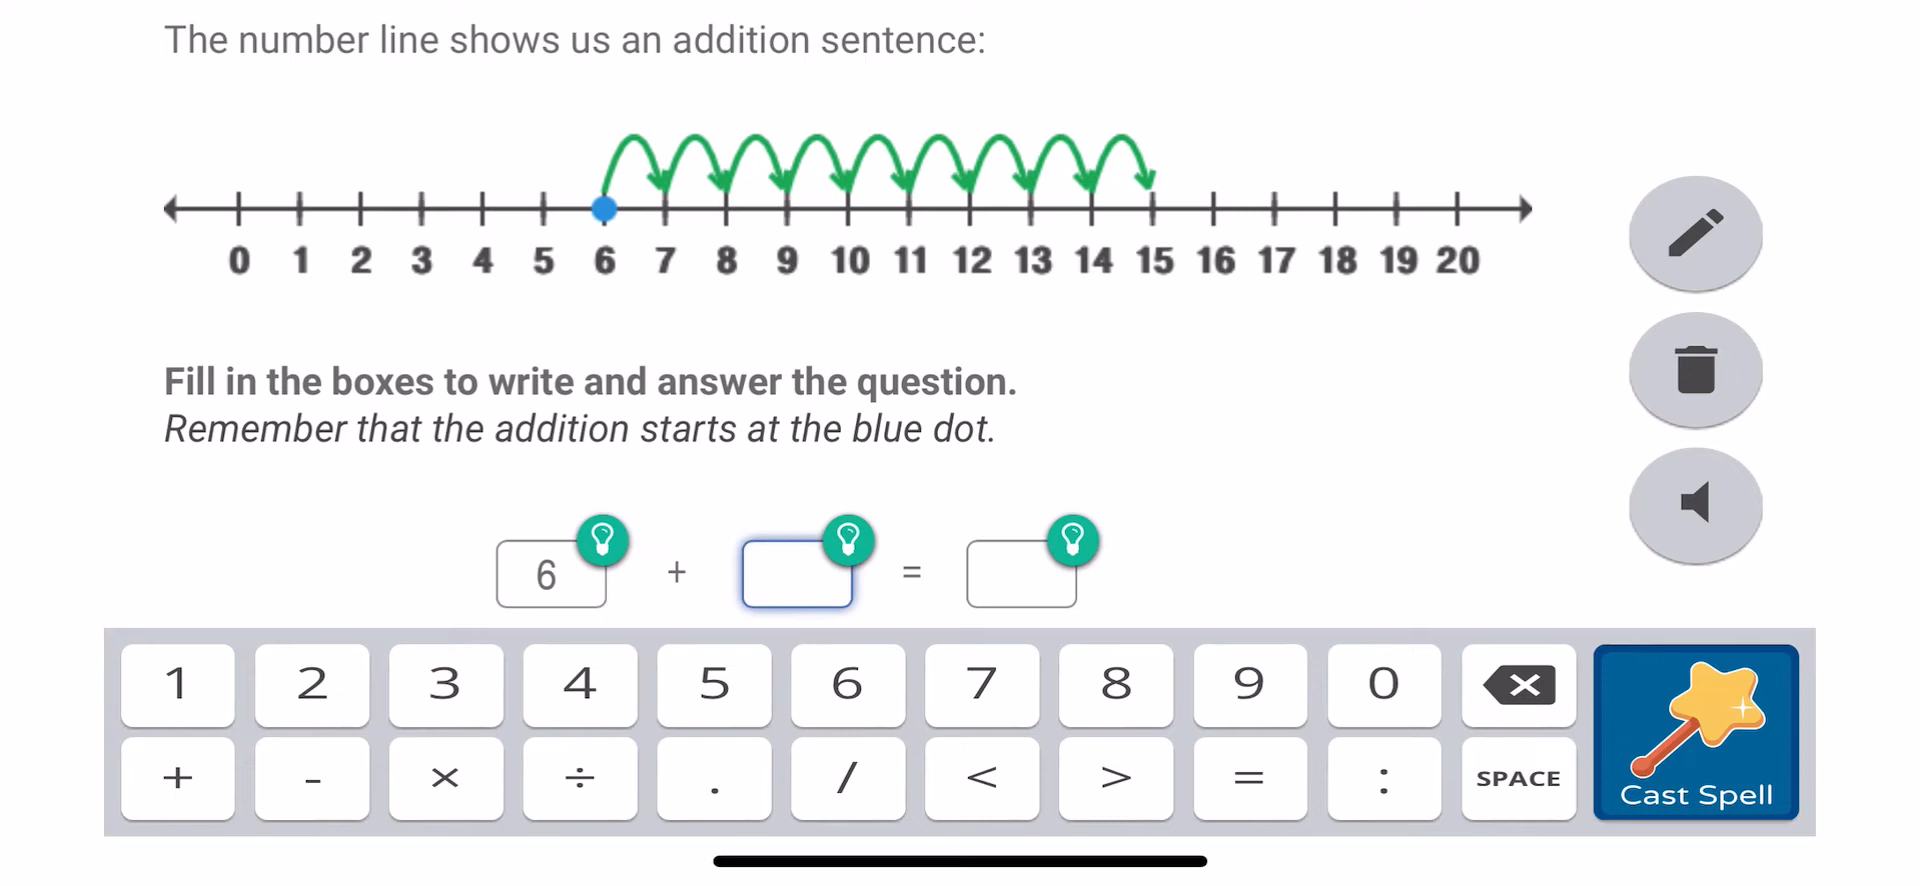 The number line shows us an addition sentence:
0 1 2 3 4 5 6 7 8 9 10 11 12 13 14 15 16 17 18 19 20
Fill in the boxes to write and answer the question.
Remember that the addition starts at the blue dot.
6 + =
1 2 3 4 5 6 7 8 9 0
+ - × ÷ . / < > = : SPACE
Cast Spell